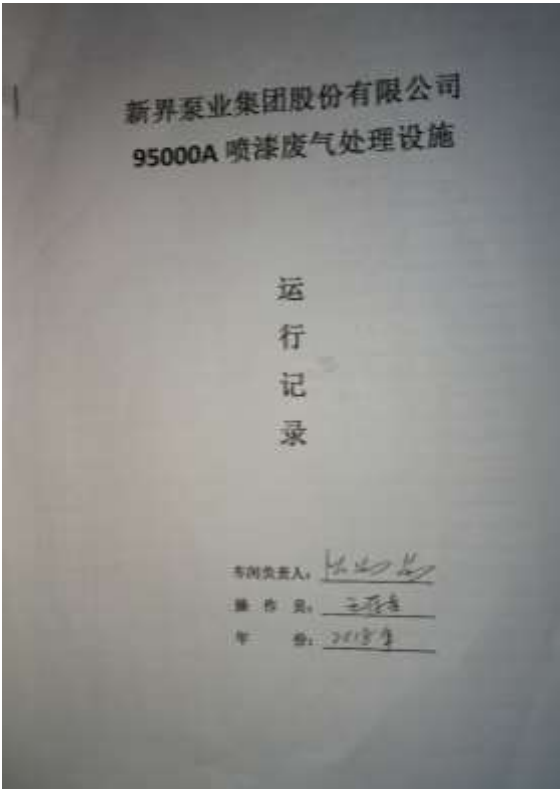 新界泵业集团股份有限公司
95000A 喷漆废气处理设施
运
行
记
录
车间负责人:
操 作 员:
年 份: 2018年